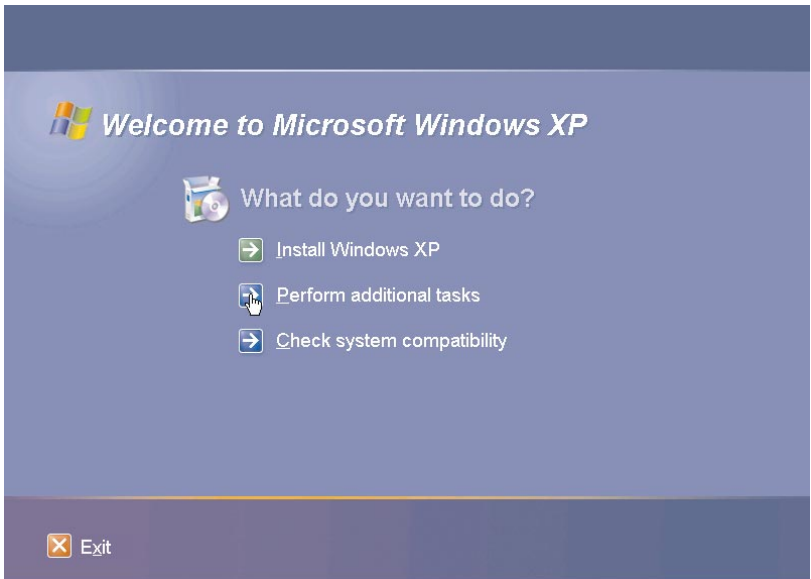 Welcome to Microsoft Windows XP
What do you want to do?
Install Windows XP
Perform additional tasks
Check system compatibility
Exit